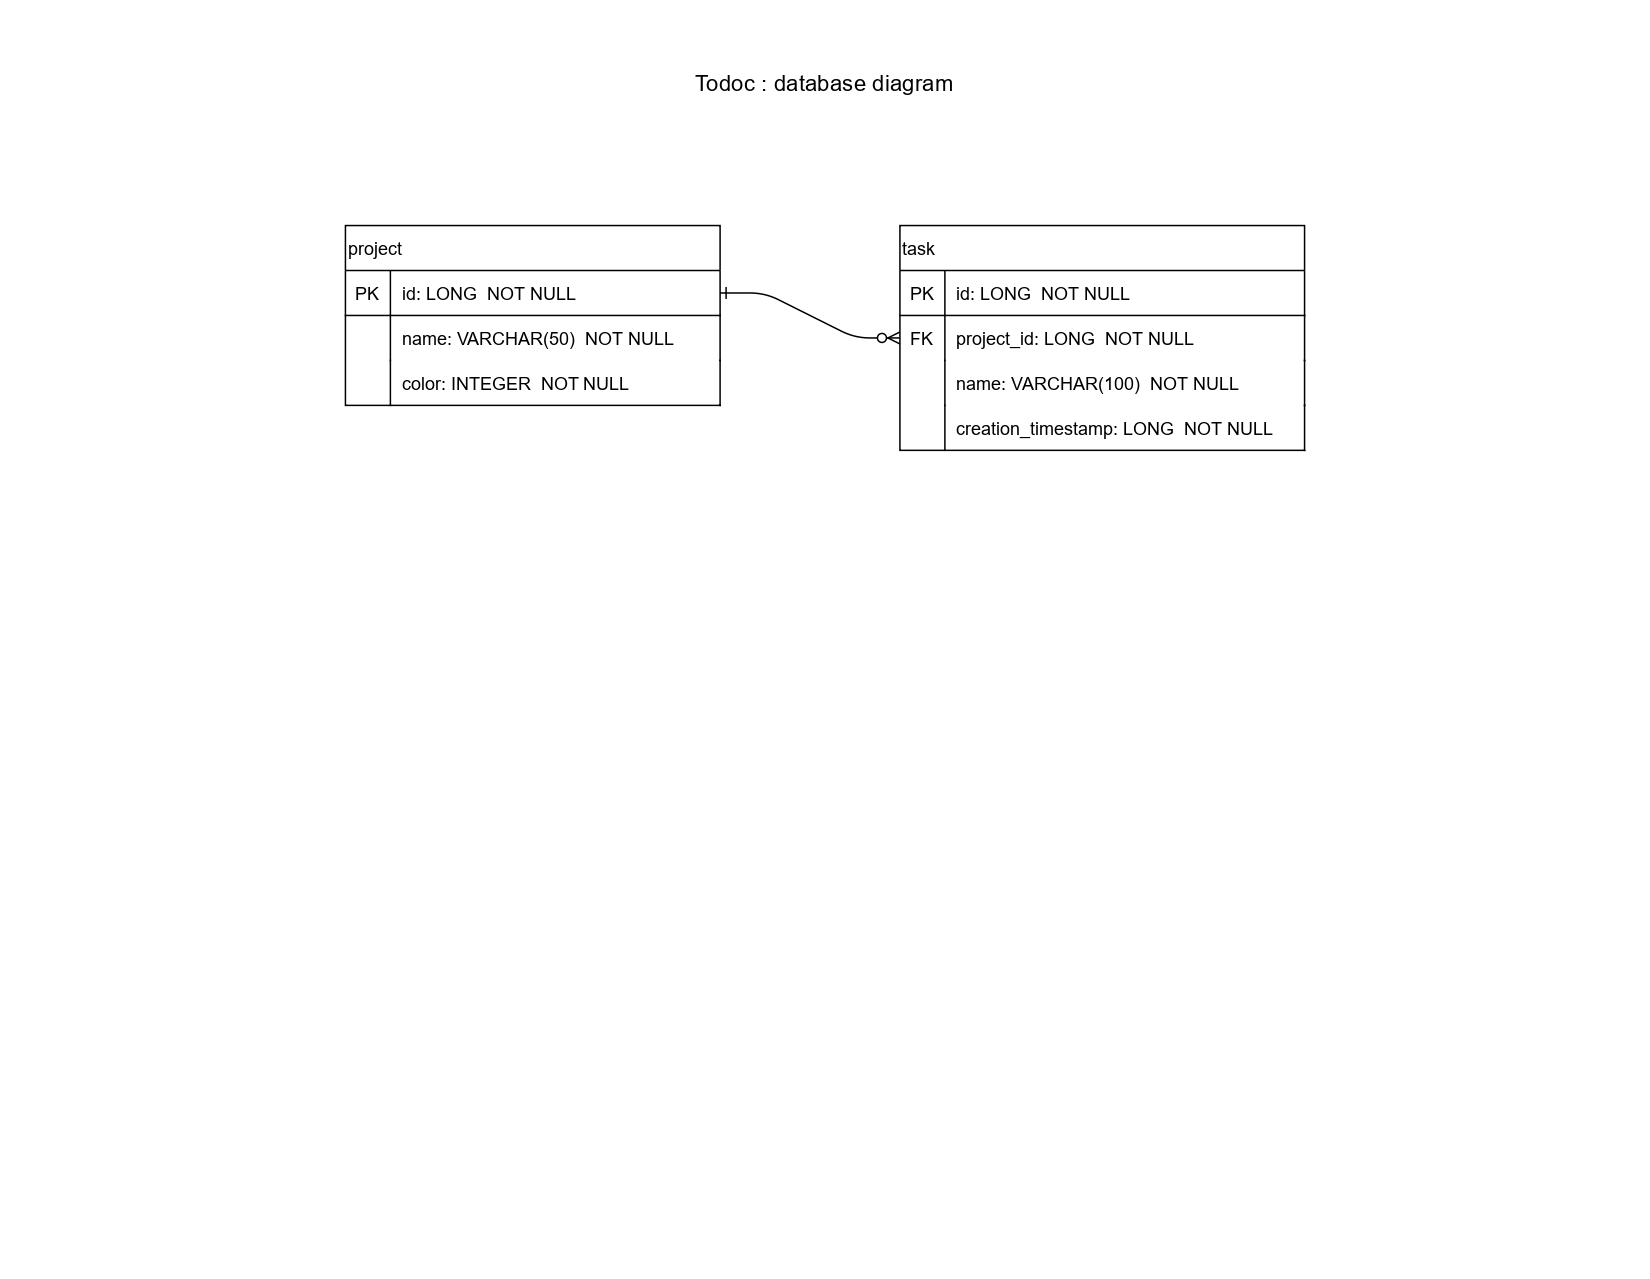 Todoc : database diagram
project
PK id: LONG  NOT NULL
name: VARCHAR(50)  NOT NULL
color: INTEGER  NOT NULL
task
PK id: LONG  NOT NULL
FK project_id: LONG  NOT NULL
name: VARCHAR(100)  NOT NULL
creation_timestamp: LONG  NOT NULL